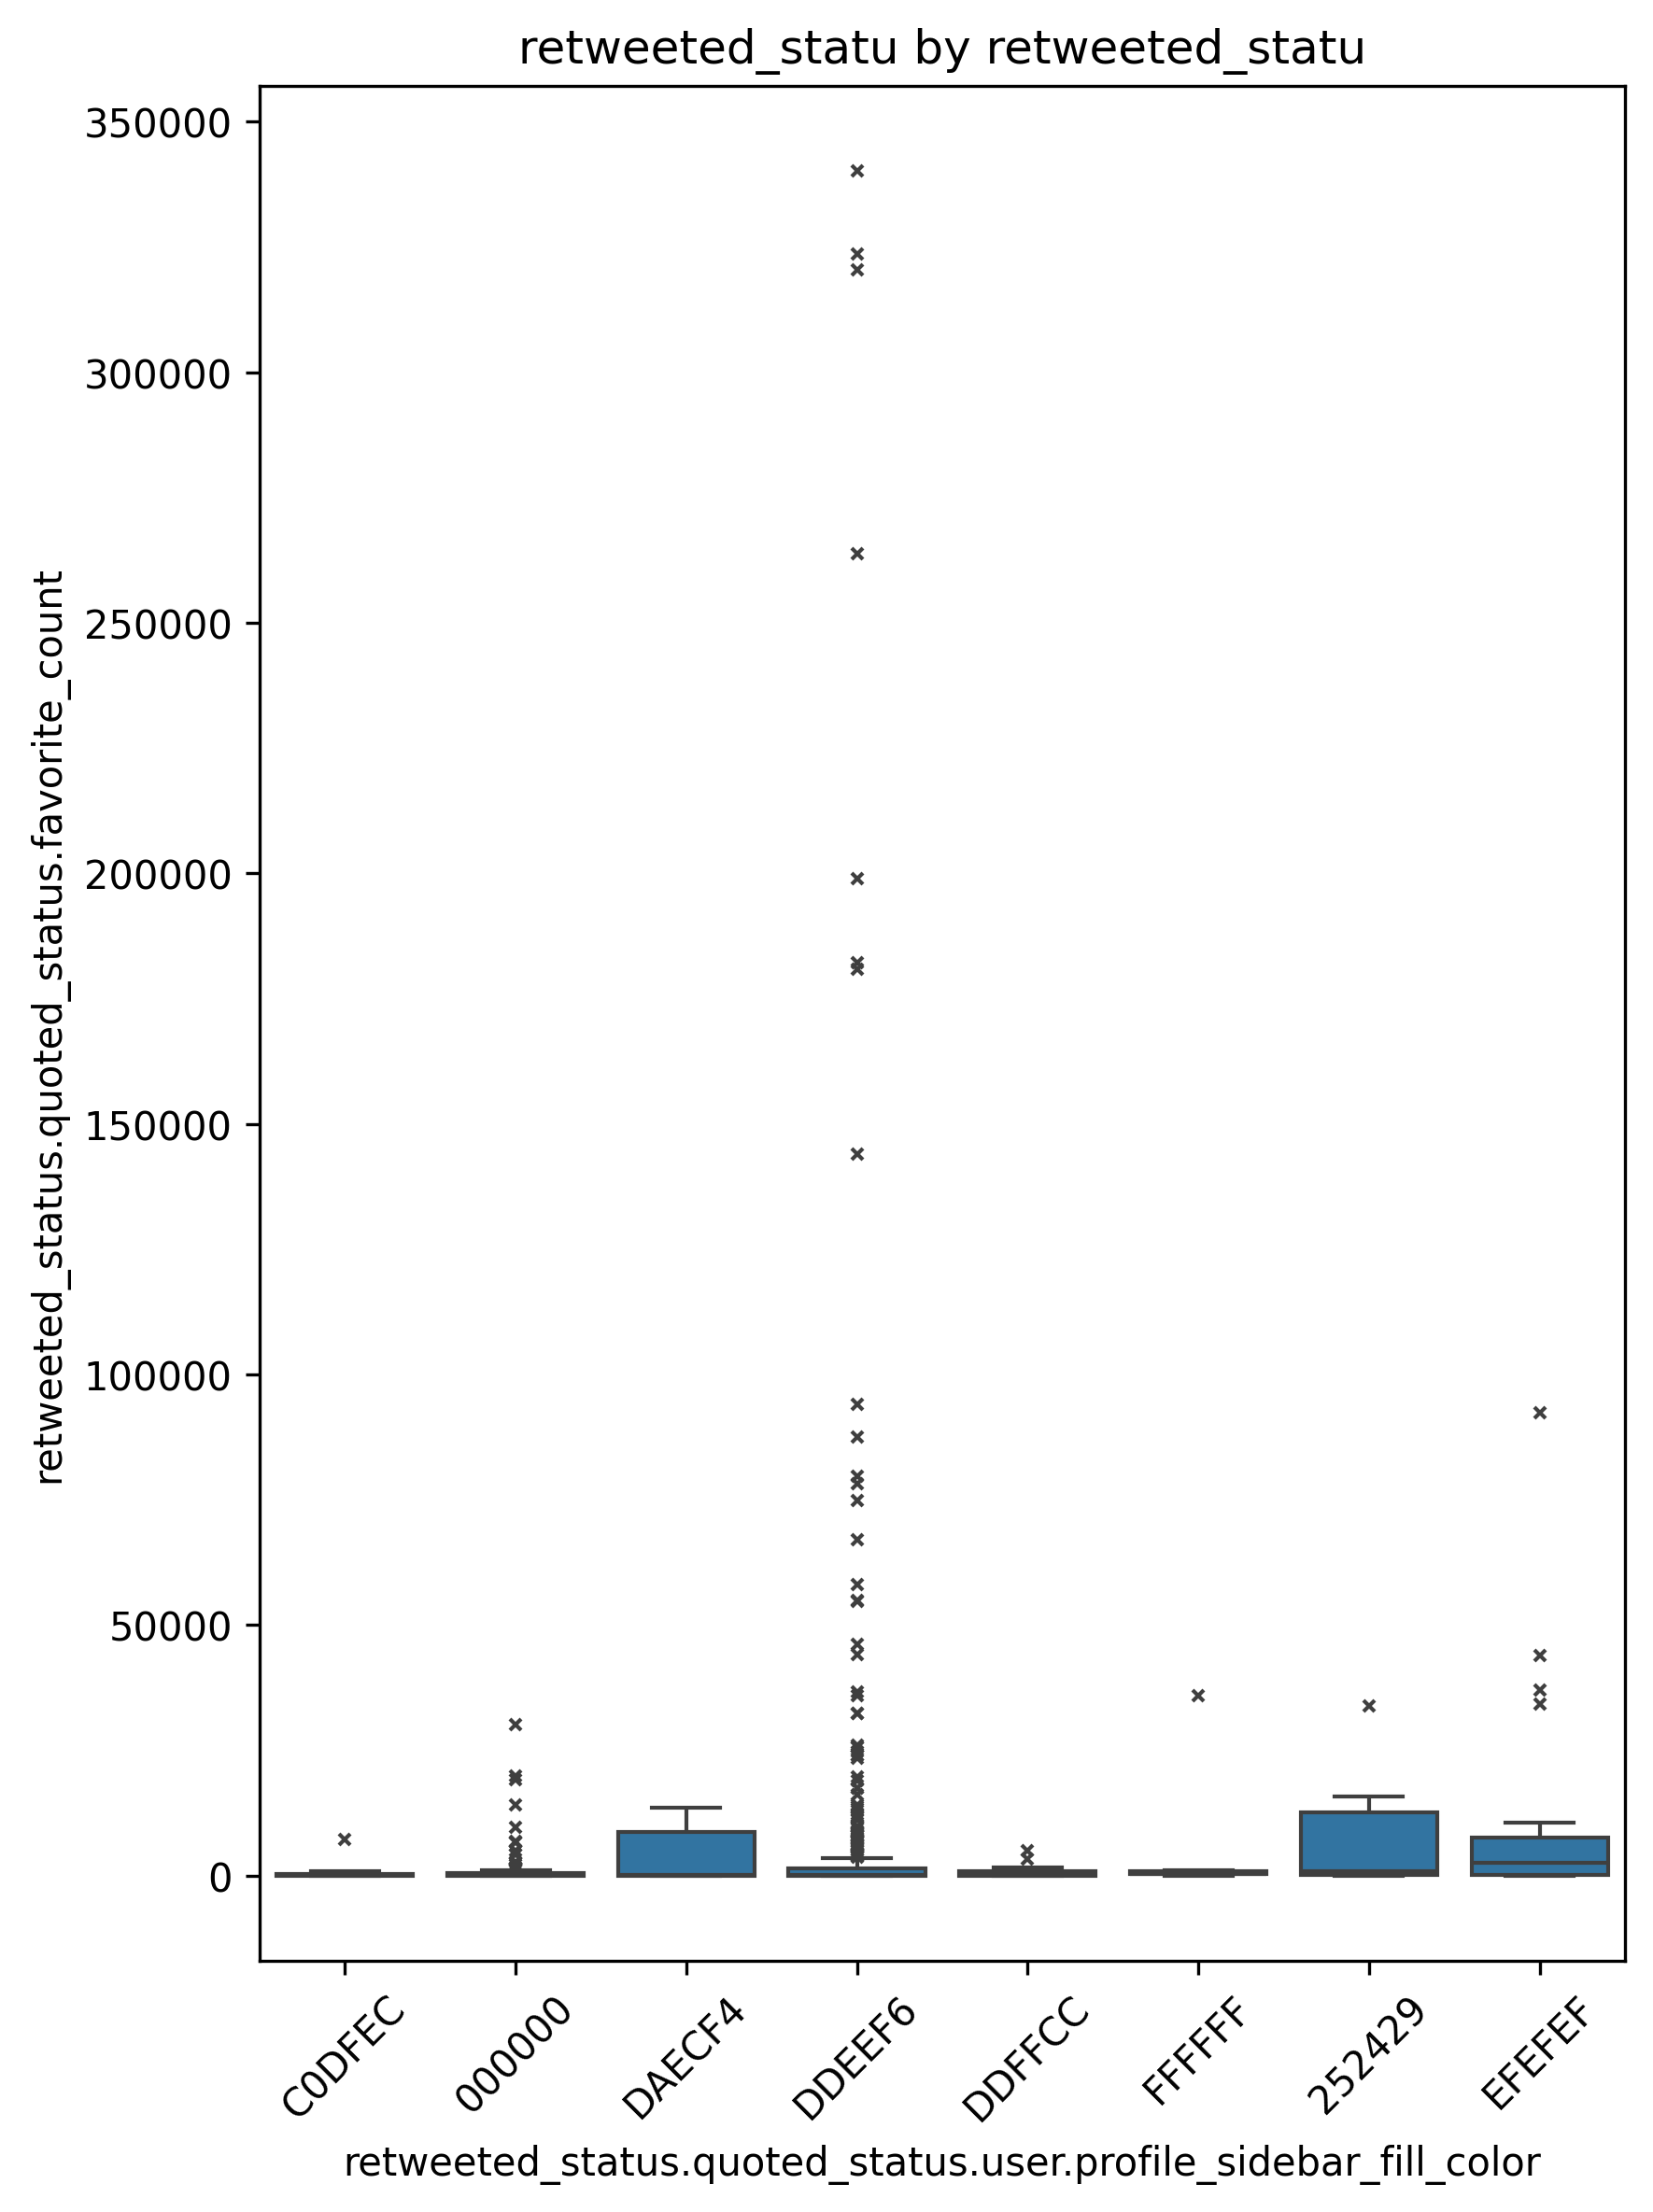 retweeted_statu by retweeted_statu
retweeted_status.quoted_status.favorite_count
350000
300000
250000
200000
150000
100000
50000
0
C0DFEC
000000
DAECF4
DDEEF6
DDFFCC
FFFFFF
252429
EFEFEF
retweeted_status.quoted_status.user.profile_sidebar_fill_color